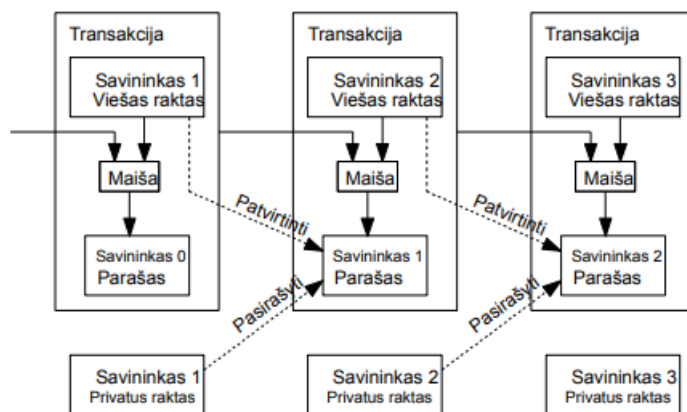 Transakcija
Transakcija
Transakcija
Savininkas 1
Viešas raktas
Savininkas 2
Viešas raktas
Savininkas 3
Viešas raktas
Maiša
Maiša
Maiša
Patvirtinti
Patvirtinti
Savininkas 0
Parašas
Savininkas 1
Parašas
Savininkas 2
Parašas
Pasirašyti
Pasirašyti
Savininkas 1
Privatus raktas
Savininkas 2
Privatus raktas
Savininkas 3
Privatus raktas